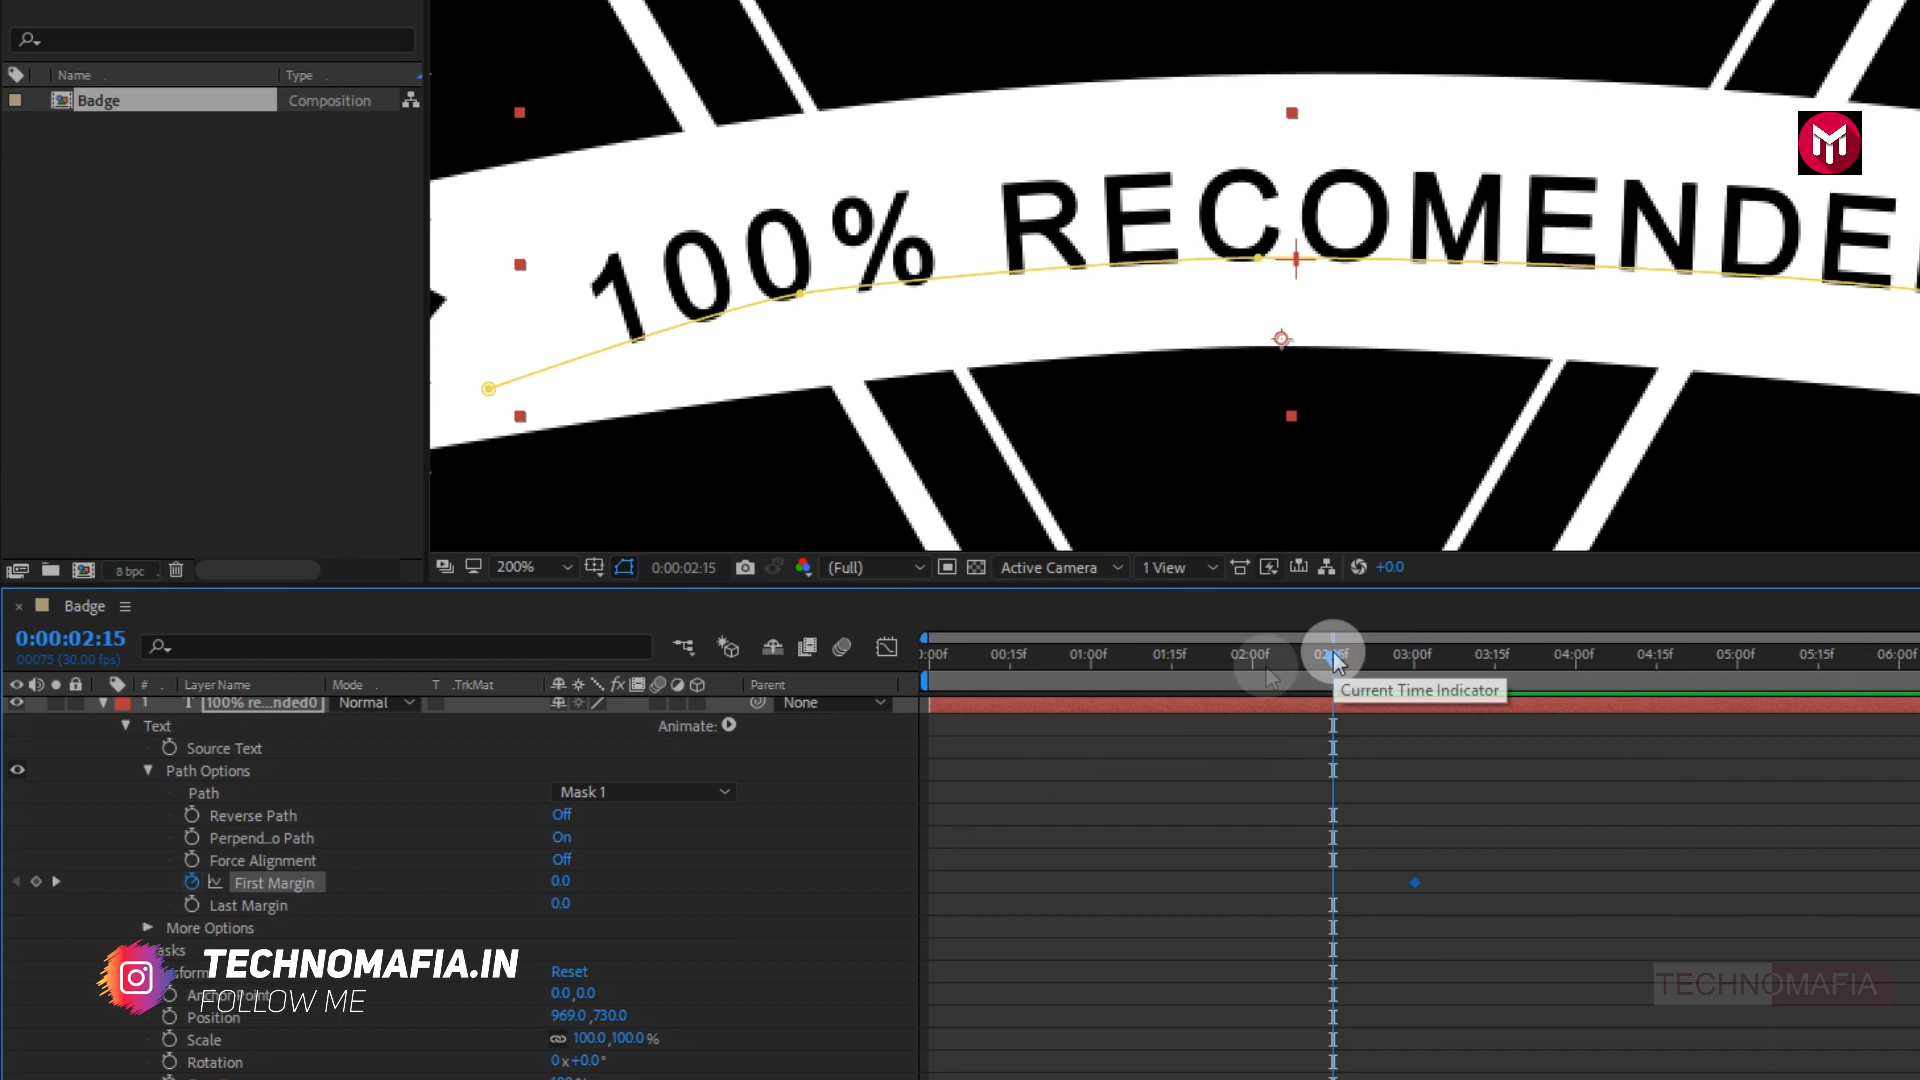 Name Type
Badge Composition
100% RECOMENDE
8 bpc
200% 0:00:02:15 (Full) Active Camera 1 View +0.0
Badge
0:00:02:15
00075 (30.00 fps)
:00f 00:15f 01:00f 01:15f 02:00f 03:00f 03:15f 04:00f 04:15f 05:00f 05:15f 06:00f
Current Time Indicator
# Layer Name Mode T .TrkMat Parent
1 T 100% re...nded0 Normal None
Text Animate:
Source Text
Path Options
Path Mask 1
Reverse Path Off
Perpend...o Path On
Force Alignment Off
First Margin 0.0
Last Margin 0.0
More Options
asks
sform Reset
Anchor Point 0.0,0.0
Position 969.0,730.0
Scale 100.0,100.0%
Rotation 0x+0.0°
TECHNOMAFIA.IN
FOLLOW ME
TECHNOMAFIA